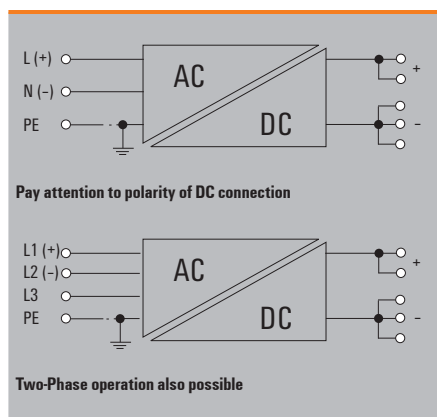 L (+)
N (–)
PE
AC
DC
+
–
Pay attention to polarity of DC connection
L1 (+)
L2 (–)
L3
PE
AC
DC
+
–
Two-Phase operation also possible